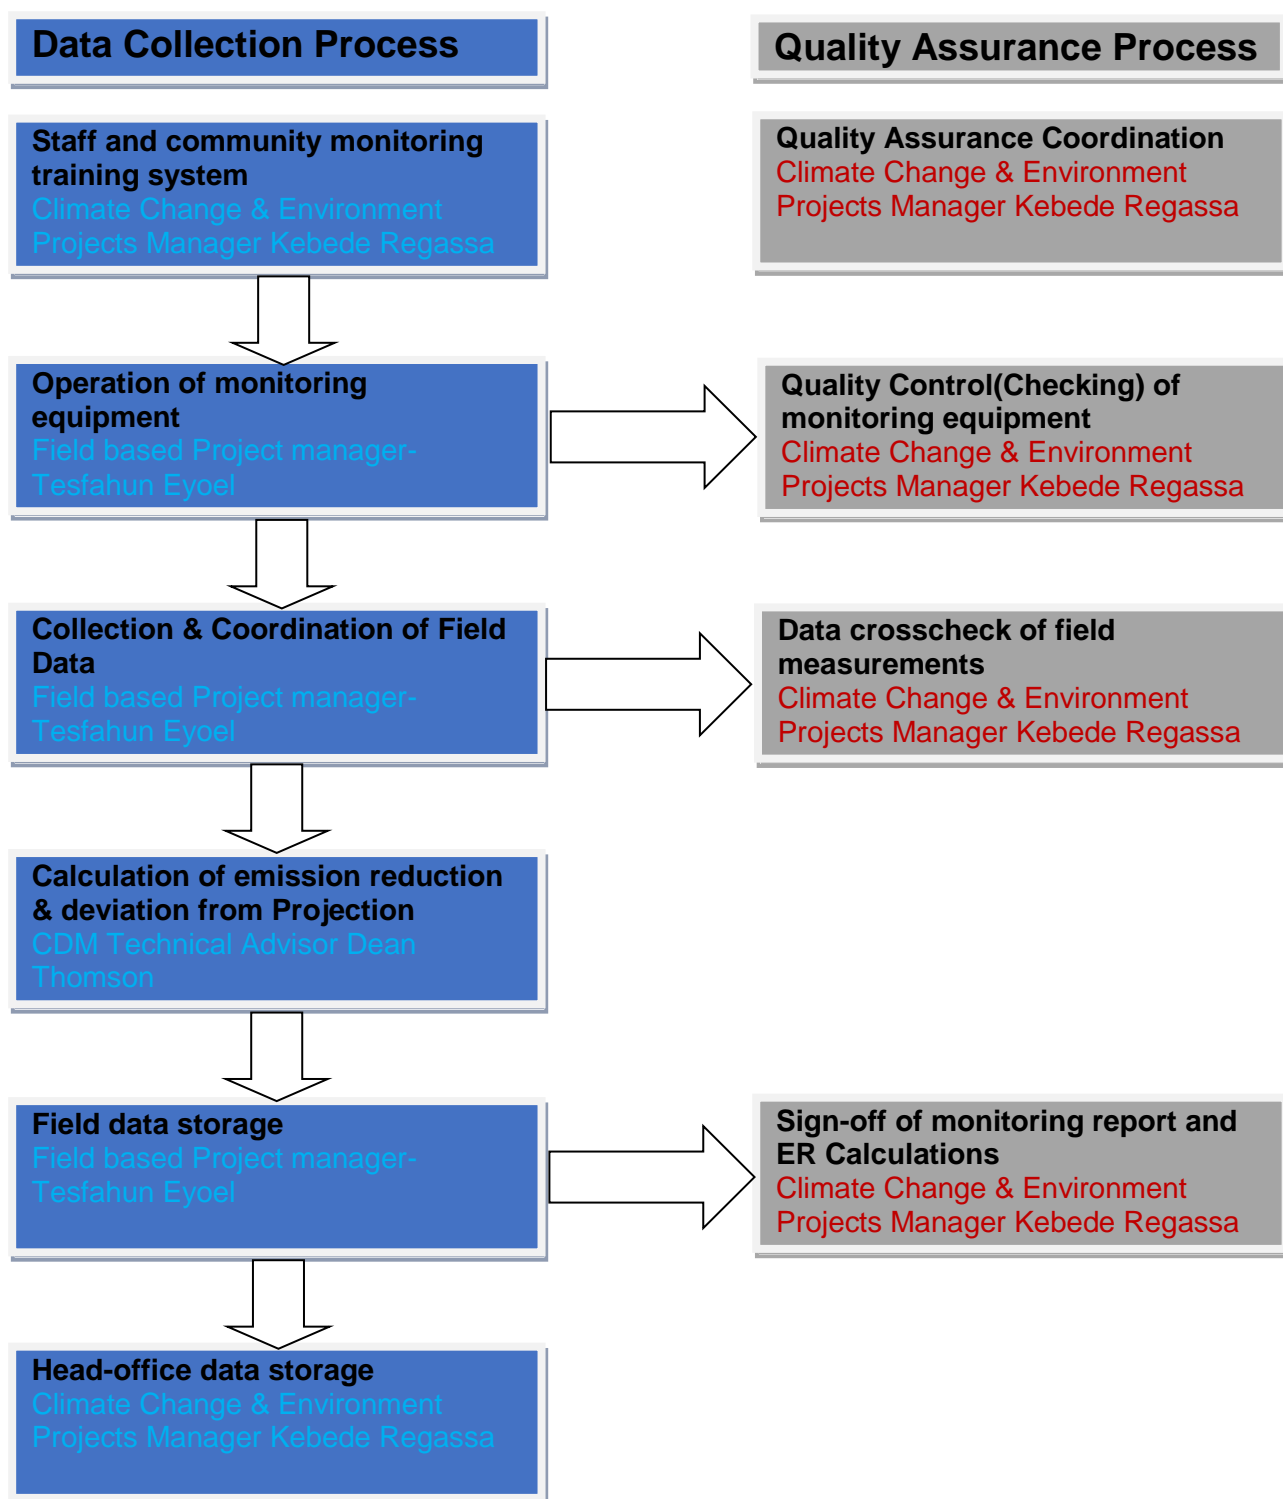 Data Collection Process
Quality Assurance Process
Staff and community monitoring
training system
Climate Change & Environment
Projects Manager Kebede Regassa
Quality Assurance Coordination
Climate Change & Environment
Projects Manager Kebede Regassa
Operation of monitoring
equipment
Field based Project manager-
Tesfahun Eyoel
Quality Control(Checking) of
monitoring equipment
Climate Change & Environment
Projects Manager Kebede Regassa
Collection & Coordination of Field
Data
Field based Project manager-
Tesfahun Eyoel
Data crosscheck of field
measurements
Climate Change & Environment
Projects Manager Kebede Regassa
Calculation of emission reduction
& deviation from Projection
CDM Technical Advisor Dean
Thomson
Field data storage
Field based Project manager-
Tesfahun Eyoel
Sign-off of monitoring report and
ER Calculations
Climate Change & Environment
Projects Manager Kebede Regassa
Head-office data storage
Climate Change & Environment
Projects Manager Kebede Regassa